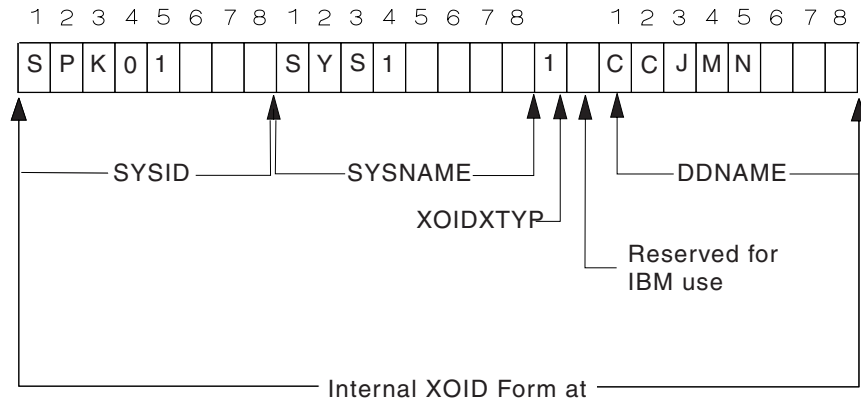 1 2 3 4 5 6 7 8 1 2 3 4 5 6 7 8 1 2 3 4 5 6 7 8
S P K 0 1 S Y S 1 1 C C J M N
SYSID SYSNAME DDNAME
XOIDXTYP
Reserved for
IBM use
Internal XOID Form at